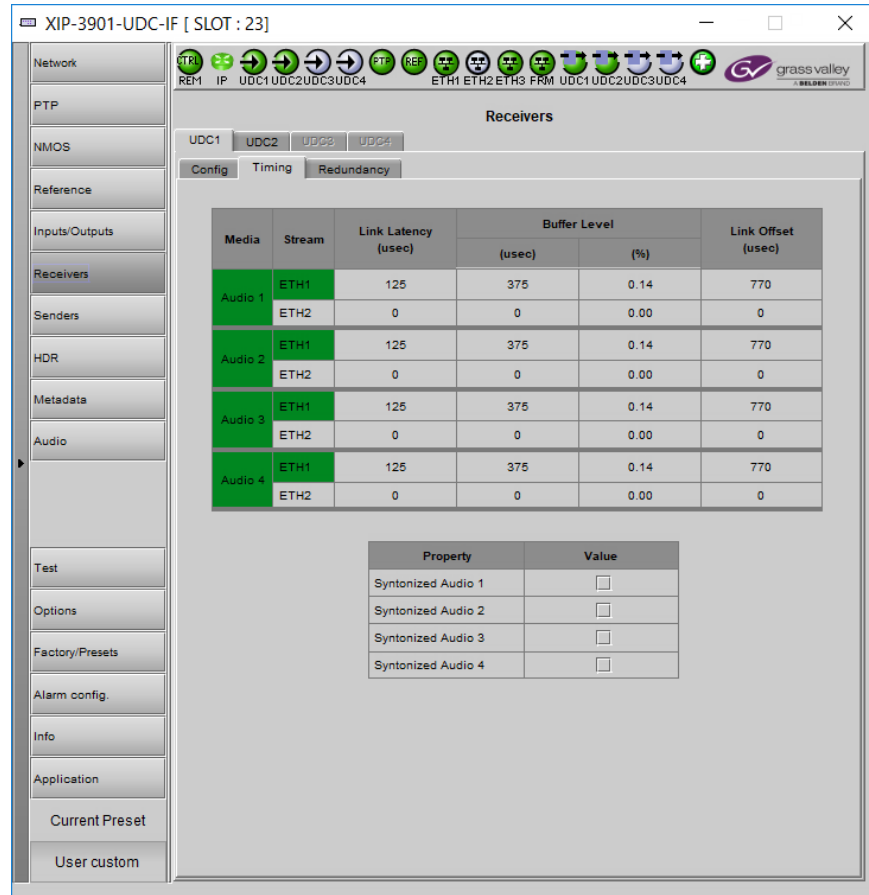 XIP-3901-UDC-IF [ SLOT : 23]
Network
PTP
NMOS
Reference
Inputs/Outputs
Receivers
Senders
HDR
Metadata
Audio
Test
Options
Factory/Presets
Alarm config.
Info
Application
Current Preset
User custom
CTRL PTP REF
REM IP UDC1 UDC2 UDC3 UDC4 ETH1 ETH2 ETH3 FRM UDC1 UDC2 UDC3 UDC4
GV grass valley
A BELDEN BRAND
Receivers
UDC1 UDC2 UDC3 UDC4
Config Timing Redundancy
Media Stream Link Latency (usec) Buffer Level Link Offset (usec)
(usec) (%)
Audio 1 ETH1 125 375 0.14 770
ETH2 0 0 0.00 0
Audio 2 ETH1 125 375 0.14 770
ETH2 0 0 0.00 0
Audio 3 ETH1 125 375 0.14 770
ETH2 0 0 0.00 0
Audio 4 ETH1 125 375 0.14 770
ETH2 0 0 0.00 0
Property Value
Syntonized Audio 1
Syntonized Audio 2
Syntonized Audio 3
Syntonized Audio 4